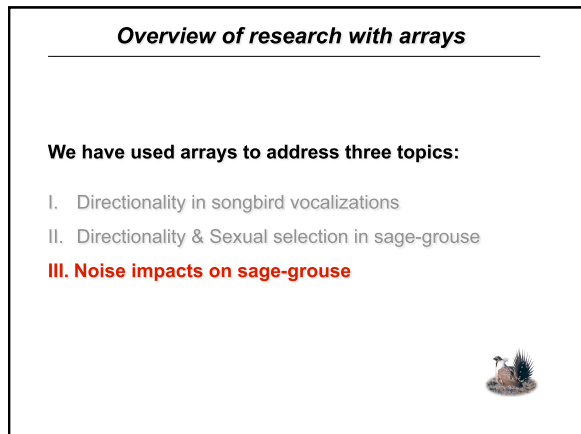 Overview of research with arrays
We have used arrays to address three topics:
I. Directionality in songbird vocalizations
II. Directionality & Sexual selection in sage-grouse
III. Noise impacts on sage-grouse